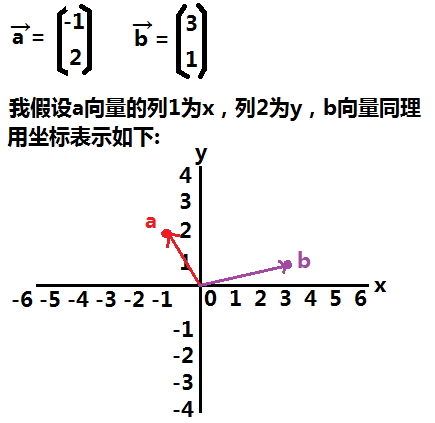 a = (-1 2) b = (3 1)
我假设a向量的列1为x，列2为y，b向量同理
用坐标表示如下:
y
4
3
a 2
1 b
-6 -5 -4 -3 -2 -1 0 1 2 3 4 5 6 x
-1
-2
-3
-4